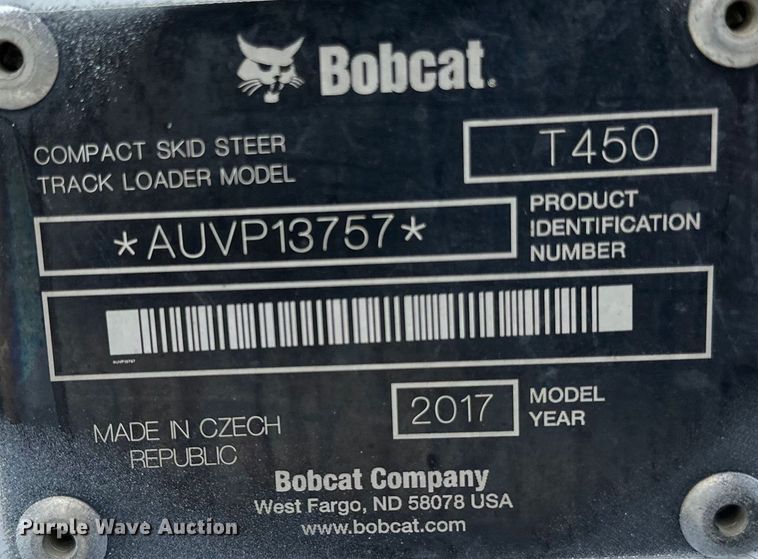 Bobcat.
COMPACT SKID STEER
TRACK LOADER MODEL
T450
*AUVP13757*
PRODUCT
IDENTIFICATION
NUMBER
AUVP13757
MADE IN CZECH
REPUBLIC
2017
MODEL
YEAR
Bobcat Company
West Fargo, ND 58078 USA
www.bobcat.com
Purple Wave Auction